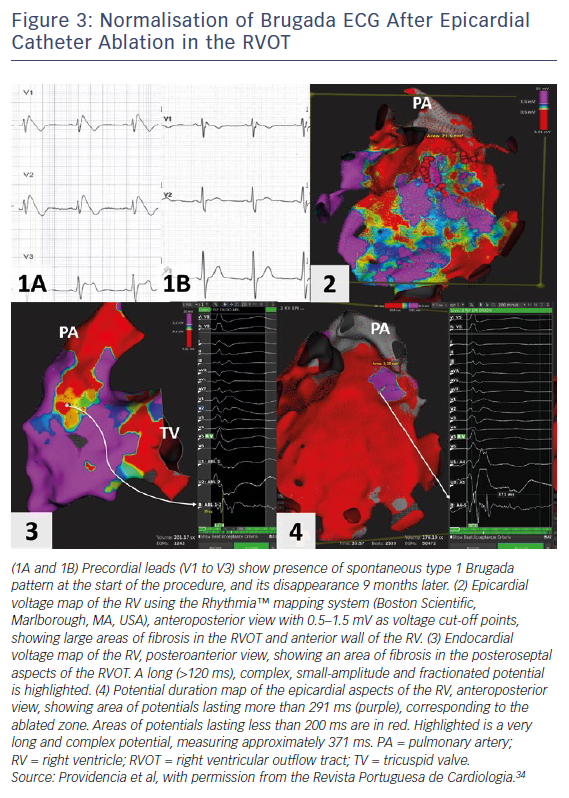 Figure 3: Normalisation of Brugada ECG After Epicardial
Catheter Ablation in the RVOT
V1
V2
V3
1A
V1
V2
1B
PA
2
PA
TV
3
PA
4
(1A and 1B) Precordial leads (V1 to V3) show presence of spontaneous type 1 Brugada
pattern at the start of the procedure, and its disappearance 9 months later. (2) Epicardial
voltage map of the RV using the Rhythmia™ mapping system (Boston Scientific,
Marlborough, MA, USA), anteroposterior view with 0.5–1.5 mV as voltage cut-off points,
showing large areas of fibrosis in the RVOT and anterior wall of the RV. (3) Endocardial
voltage map of the RV, posteroanterior view, showing an area of fibrosis in the posteroseptal
aspects of the RVOT. A long (>120 ms), complex, small-amplitude and fractionated potential
is highlighted. (4) Potential duration map of the epicardial aspects of the RV, anteroposterior
view, showing area of potentials lasting more than 291 ms (purple), corresponding to the
ablated zone. Areas of potentials lasting less than 200 ms are in red. Highlighted is a very
long and complex potential, measuring approximately 371 ms. PA = pulmonary artery;
RV = right ventricle; RVOT = right ventricular outflow tract; TV = tricuspid valve.
Source: Providencia et al, with permission from the Revista Portuguesa de Cardiologia.34